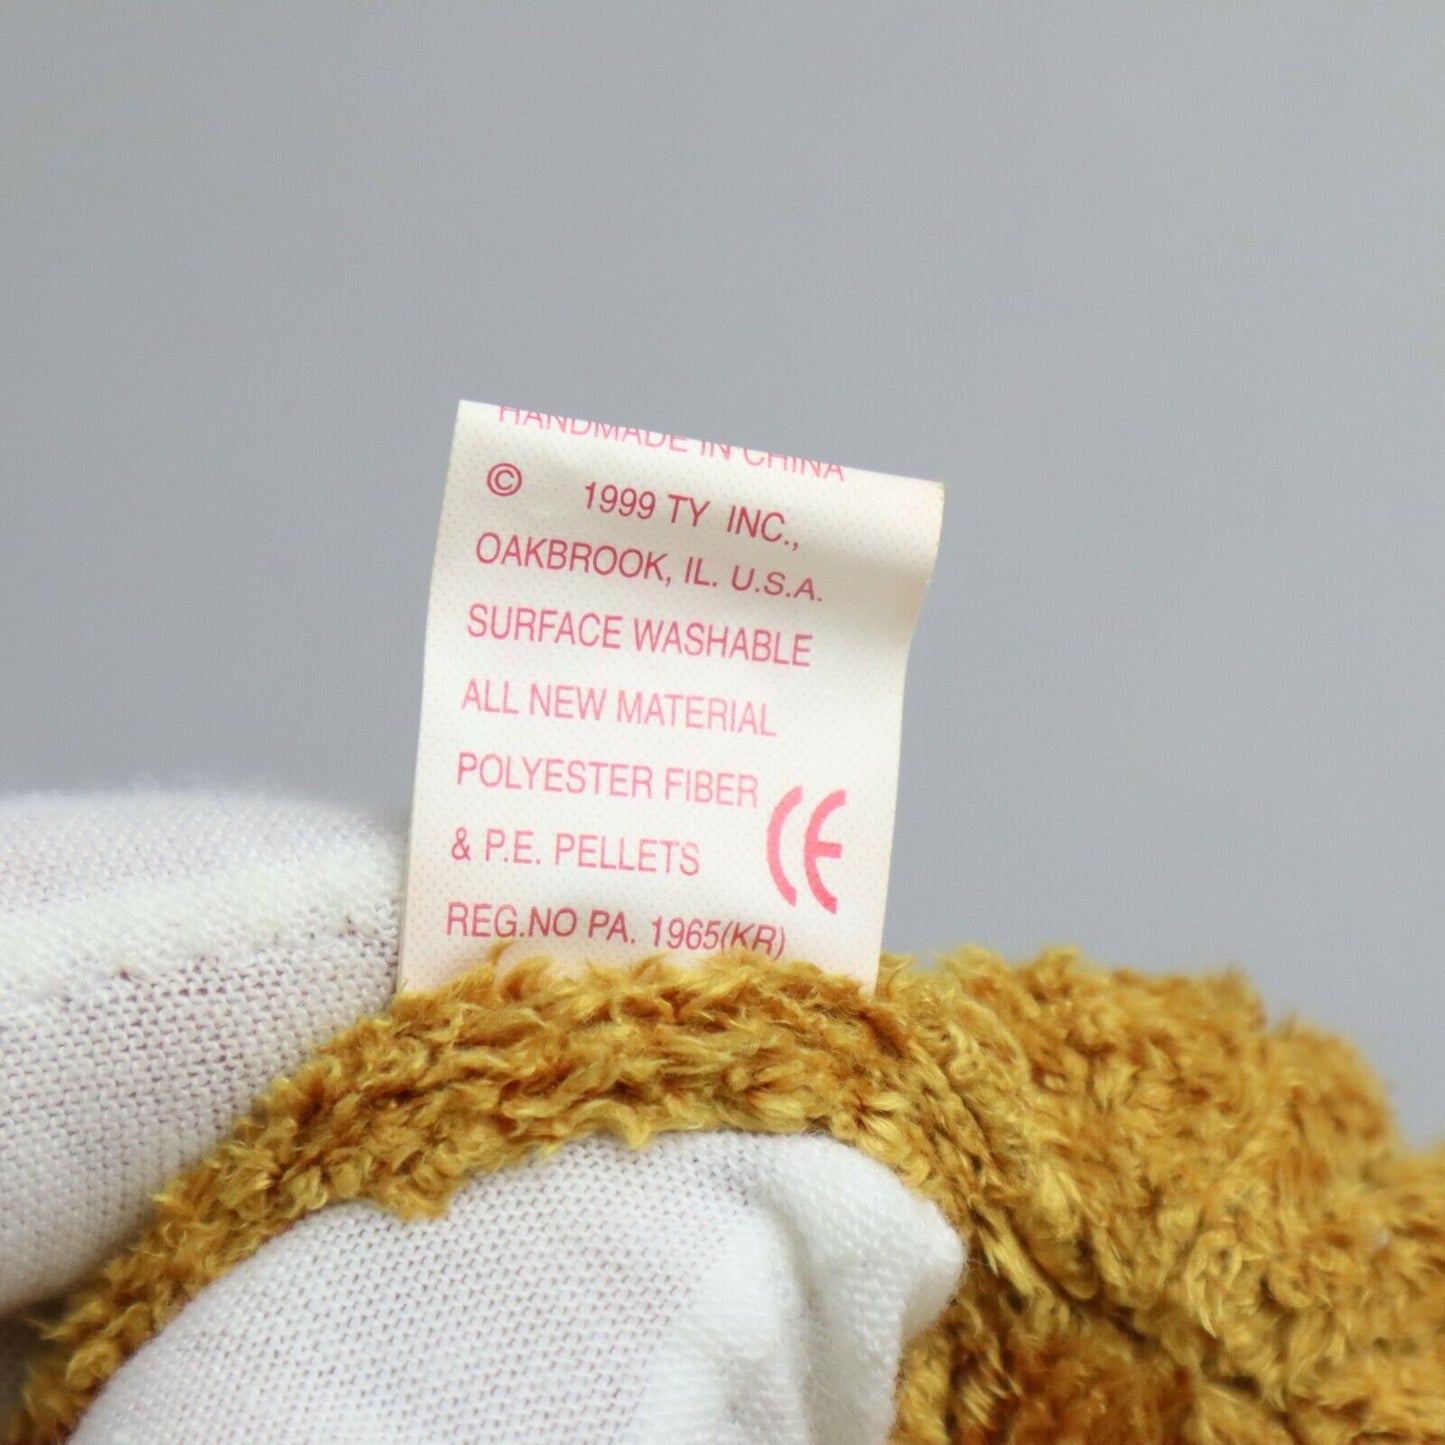 HANDMADE IN CHINA
© 1999 TY INC.,
OAKBROOK, IL. U.S.A.
SURFACE WASHABLE
ALL NEW MATERIAL
POLYESTER FIBER
& P.E. PELLETS
CE
REG.NO PA. 1965(KR)